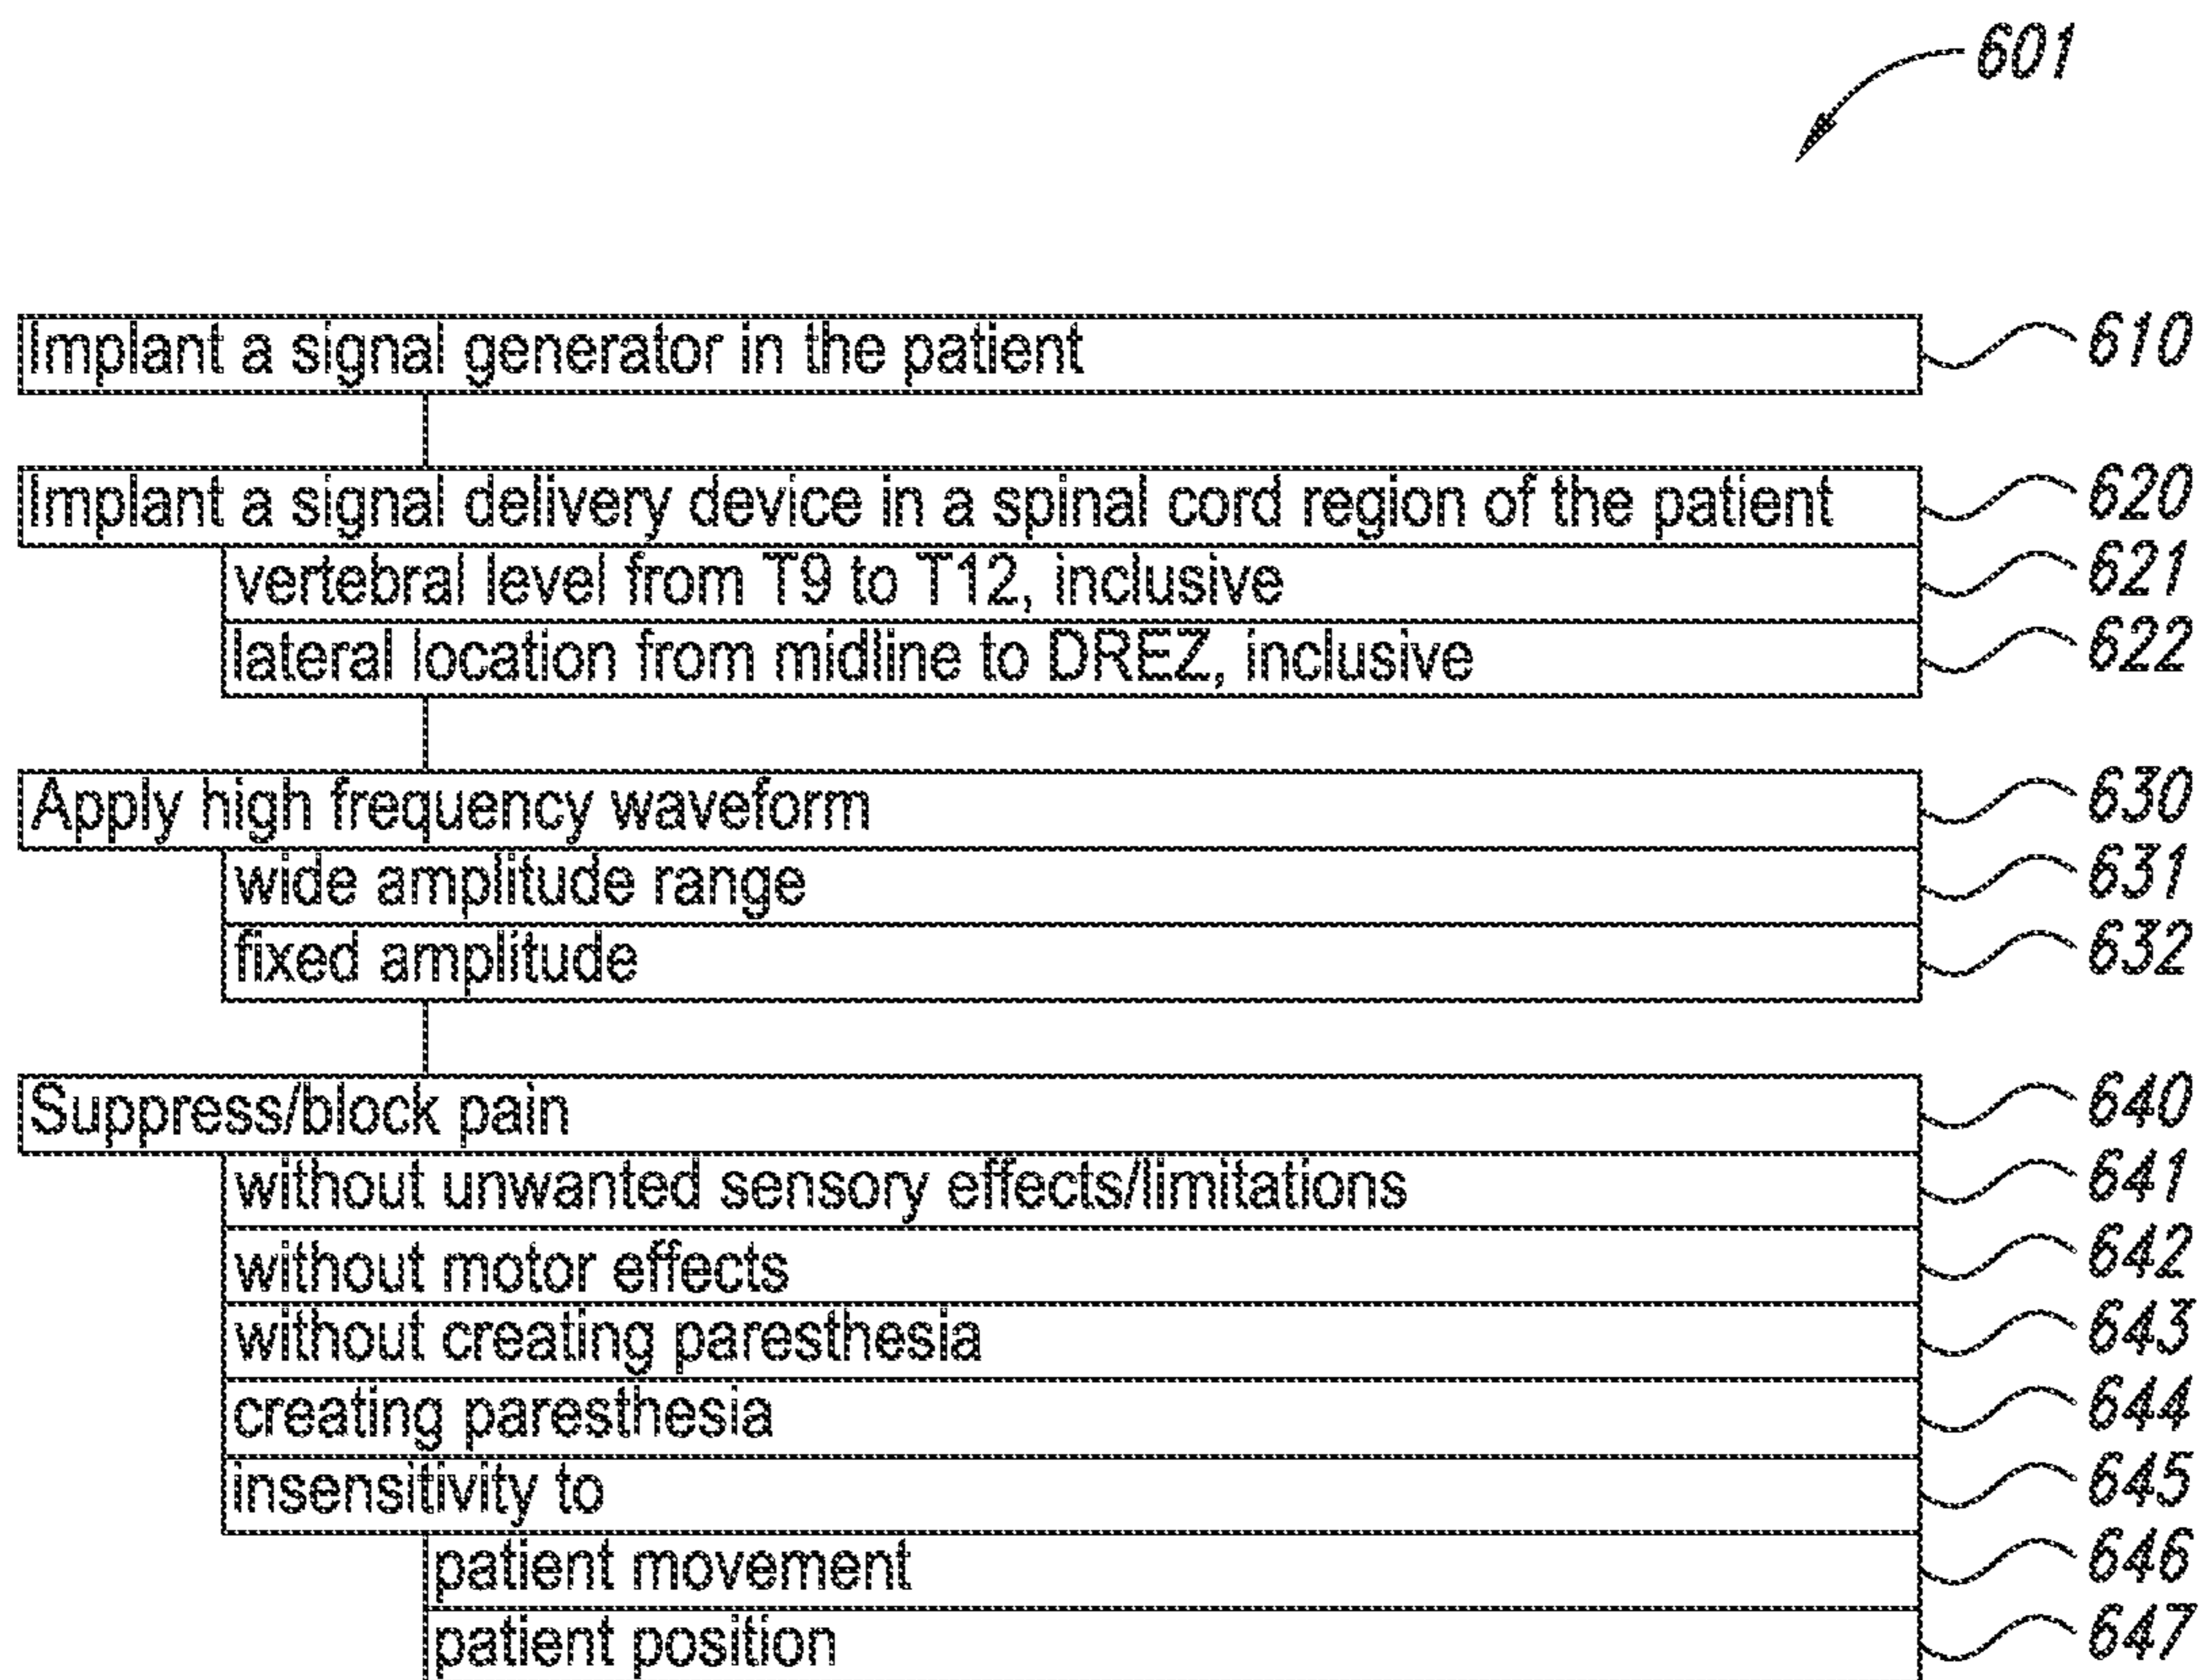 601
Implant a signal generator in the patient 610
Implant a signal delivery device in a spinal cord region of the patient 620
vertebral level from T9 to T12, inclusive 621
lateral location from midline to DREZ, inclusive 622
Apply high frequency waveform 630
wide amplitude range 631
fixed amplitude 632
Suppress/block pain 640
without unwanted sensory effects/limitations 641
without motor effects 642
without creating paresthesia 643
creating paresthesia 644
insensitivity to 645
patient movement 646
patient position 647